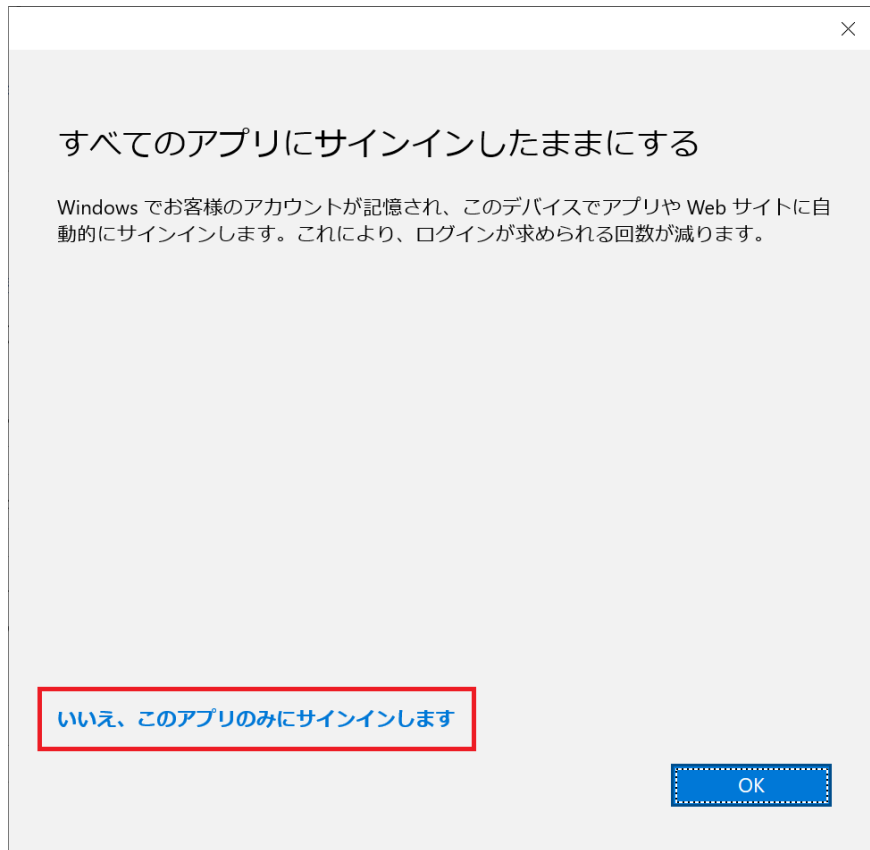 すべてのアプリにサインインしたままにする
Windows でお客様のアカウントが記憶され、このデバイスでアプリや Web サイトに自
動的にサインインします。これにより、ログインが求められる回数が減ります。
いいえ、このアプリのみにサインインします
OK